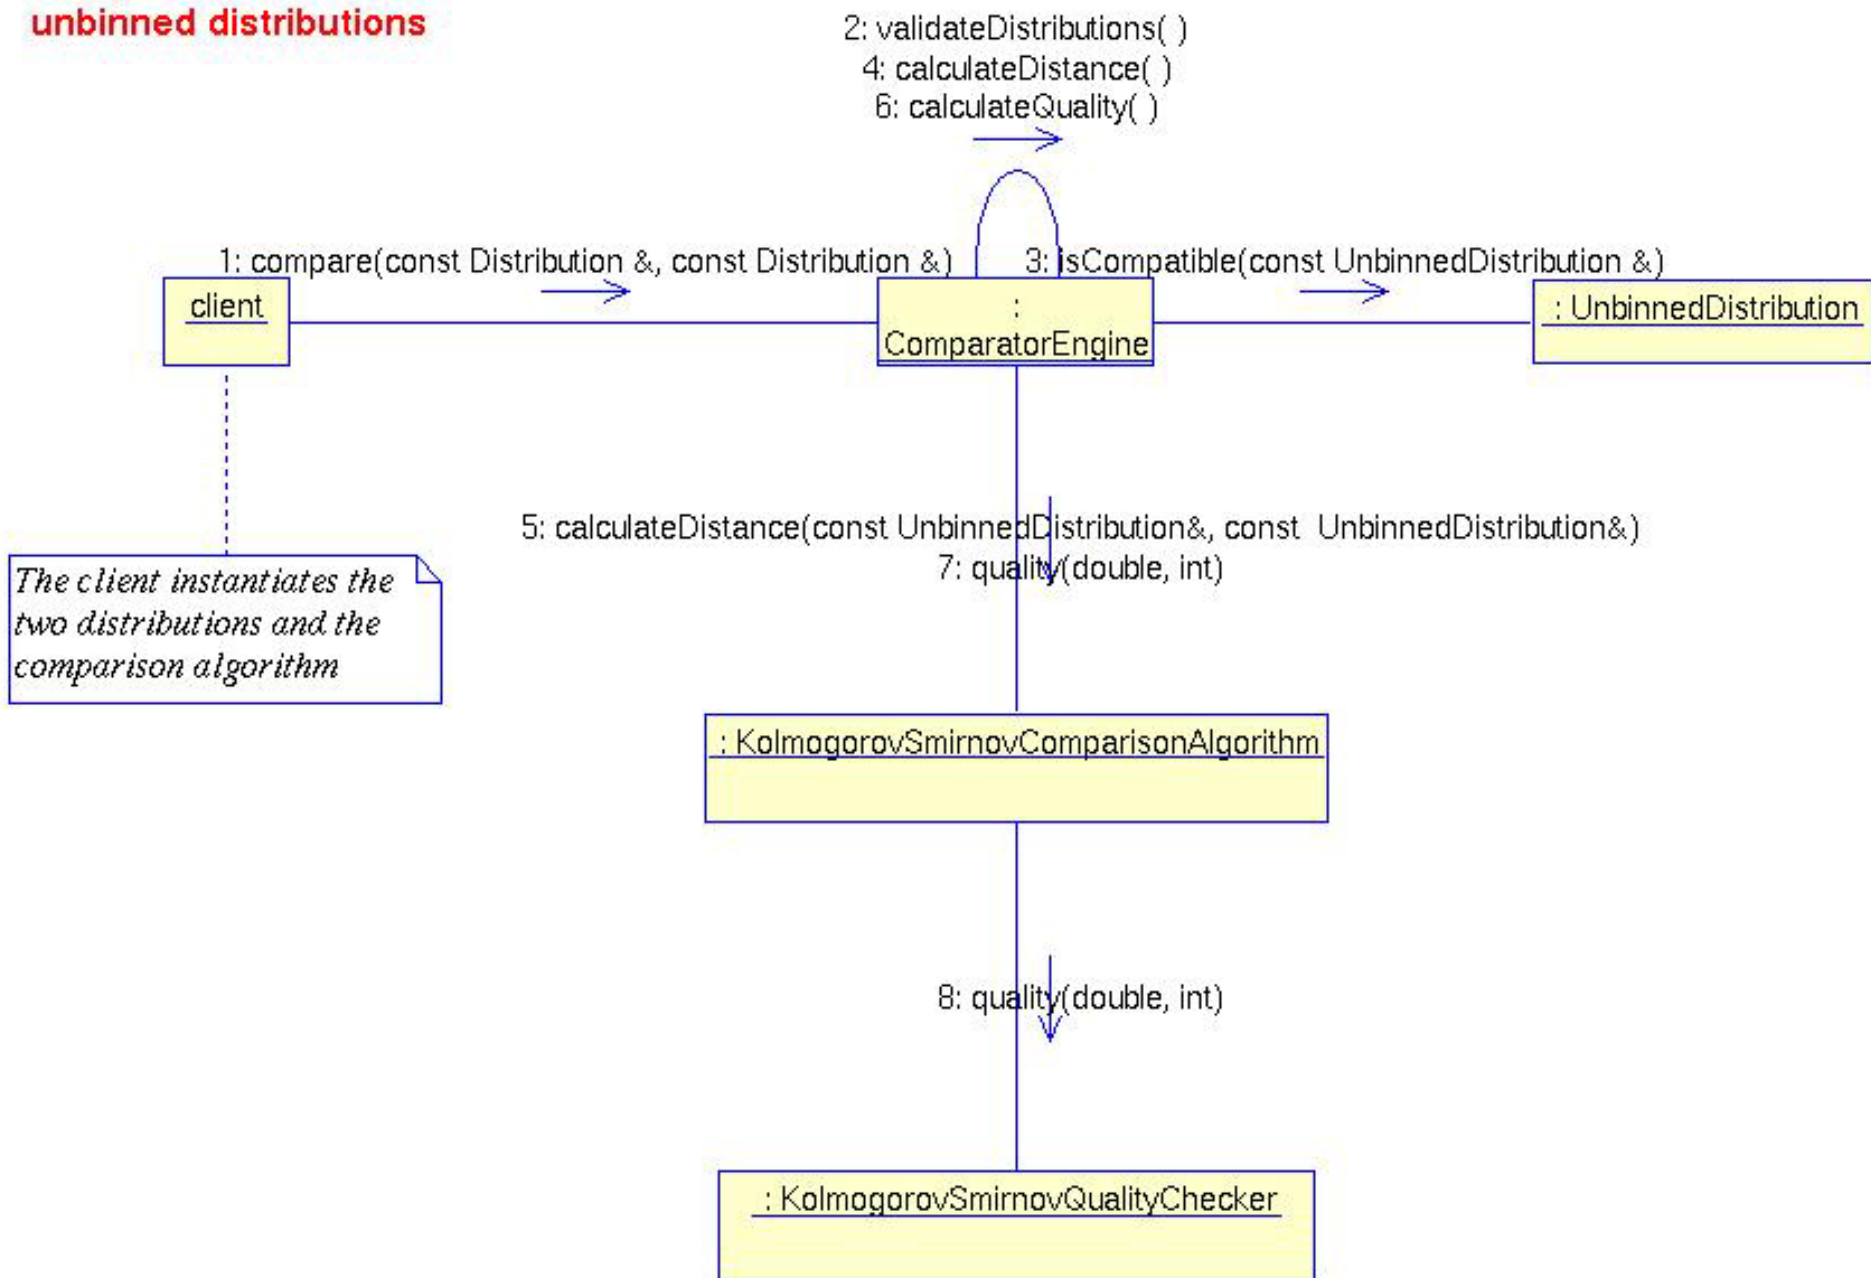 unbinned distributions
2: validateDistributions( )
4: calculateDistance( )
6: calculateQuality( )
1: compare(const Distribution &, const Distribution &)
3: isCompatible(const UnbinnedDistribution &)
client
:
ComparatorEngine
: UnbinnedDistribution
5: calculateDistance(const UnbinnedDistribution&, const  UnbinnedDistribution&)
7: quality(double, int)
The client instantiates the
two distributions and the
comparison algorithm
: KolmogorovSmirnovComparisonAlgorithm
8: quality(double, int)
: KolmogorovSmirnovQualityChecker